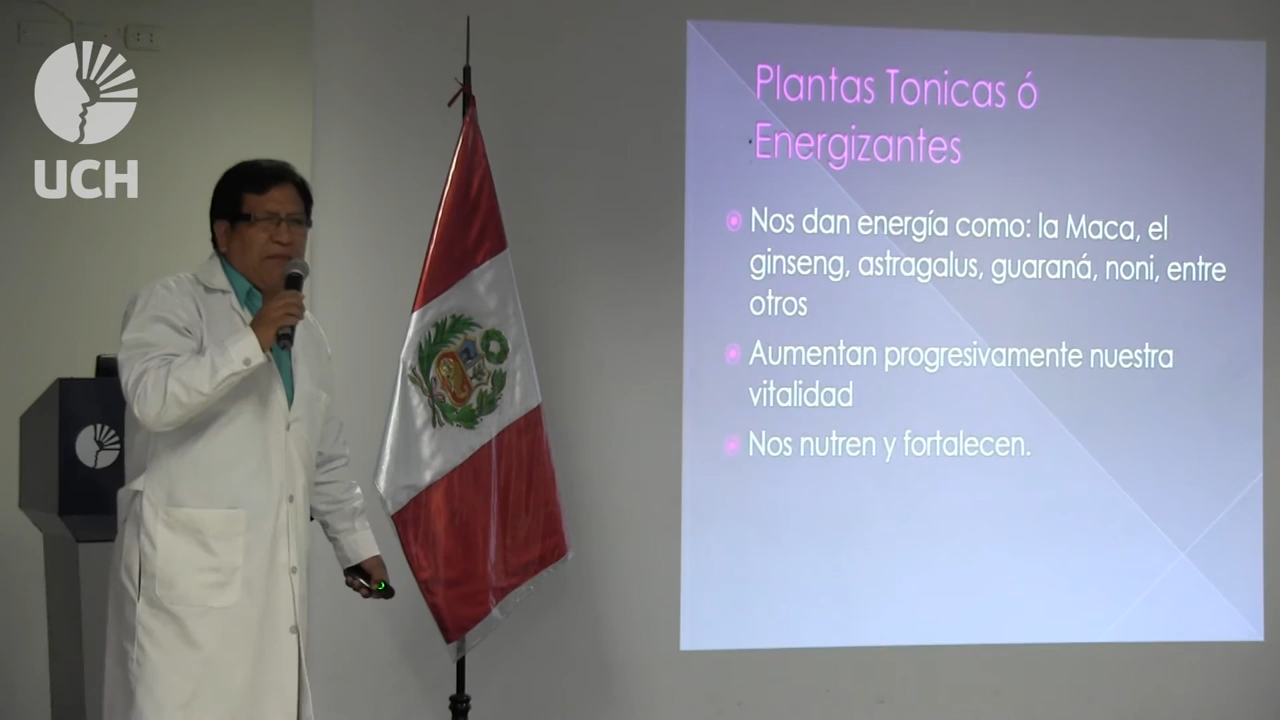 UCH
Plantas Tonicas ó
Energizantes
Nos dan energía como: la Maca, el
ginseng, astragalus, guaraná, noni, entre
otros
Aumentan progresivamente nuestra
vitalidad
Nos nutren y fortalecen.